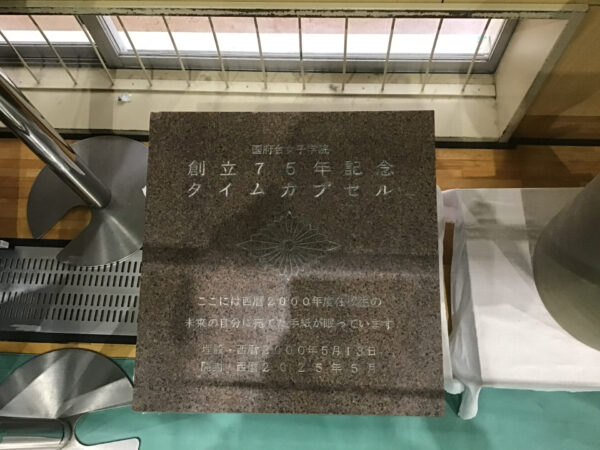 国府台女子学院
創立75年記念
タイムカプセル
ここには西暦2000年度在校生の
未来の自分に宛てた手紙が眠っています
埋設・西暦2000年5月13日
開封・西暦2025年5月